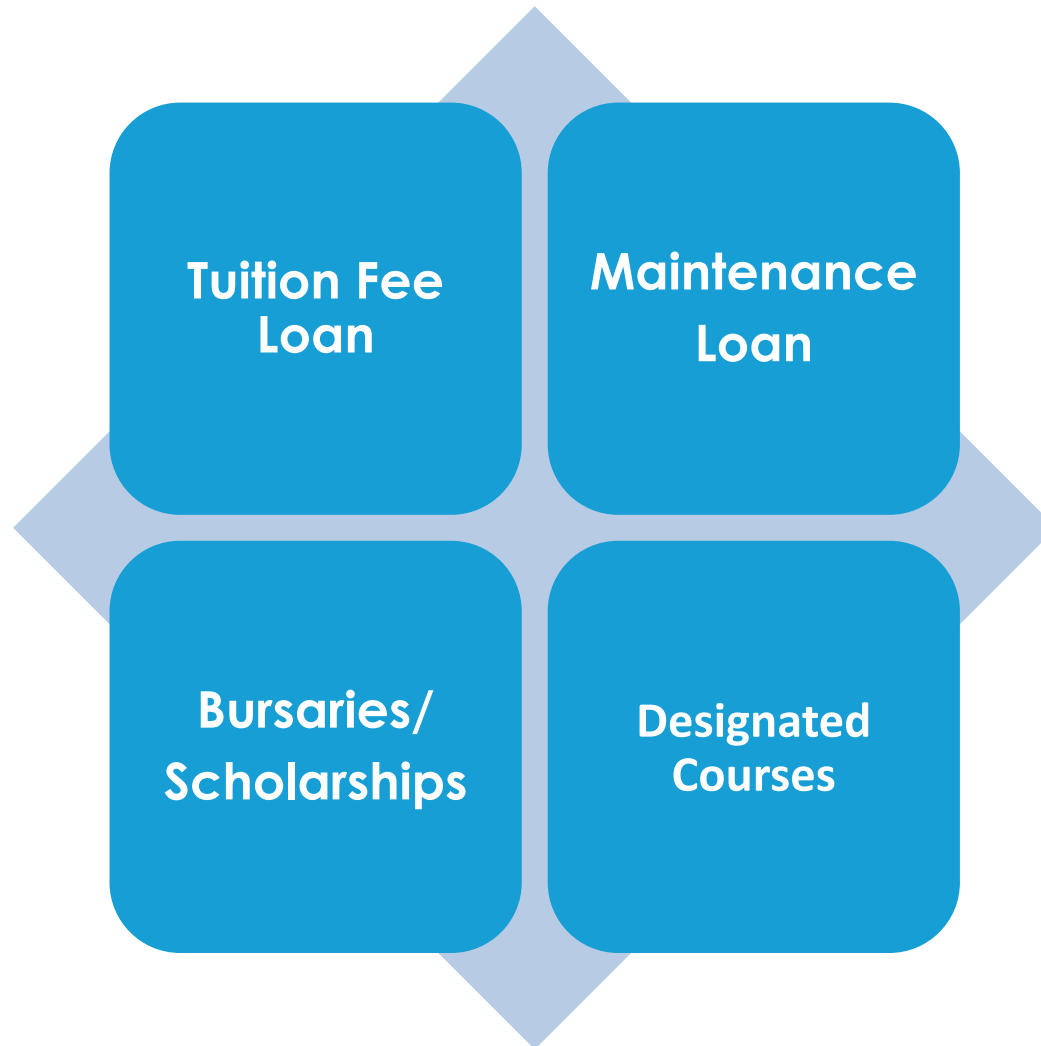 Tuition Fee
Loan
Maintenance
Loan
Bursaries/
Scholarships
Designated
Courses